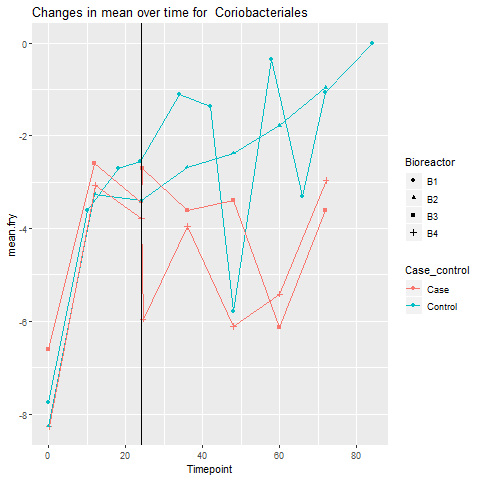 Changes in mean over time for  Coriobacteriales
0
-2
-4
-6
-8
mean.fry
0
20
40
60
80
Timepoint
Bioreactor
B1
B2
B3
B4
Case_control
Case
Control